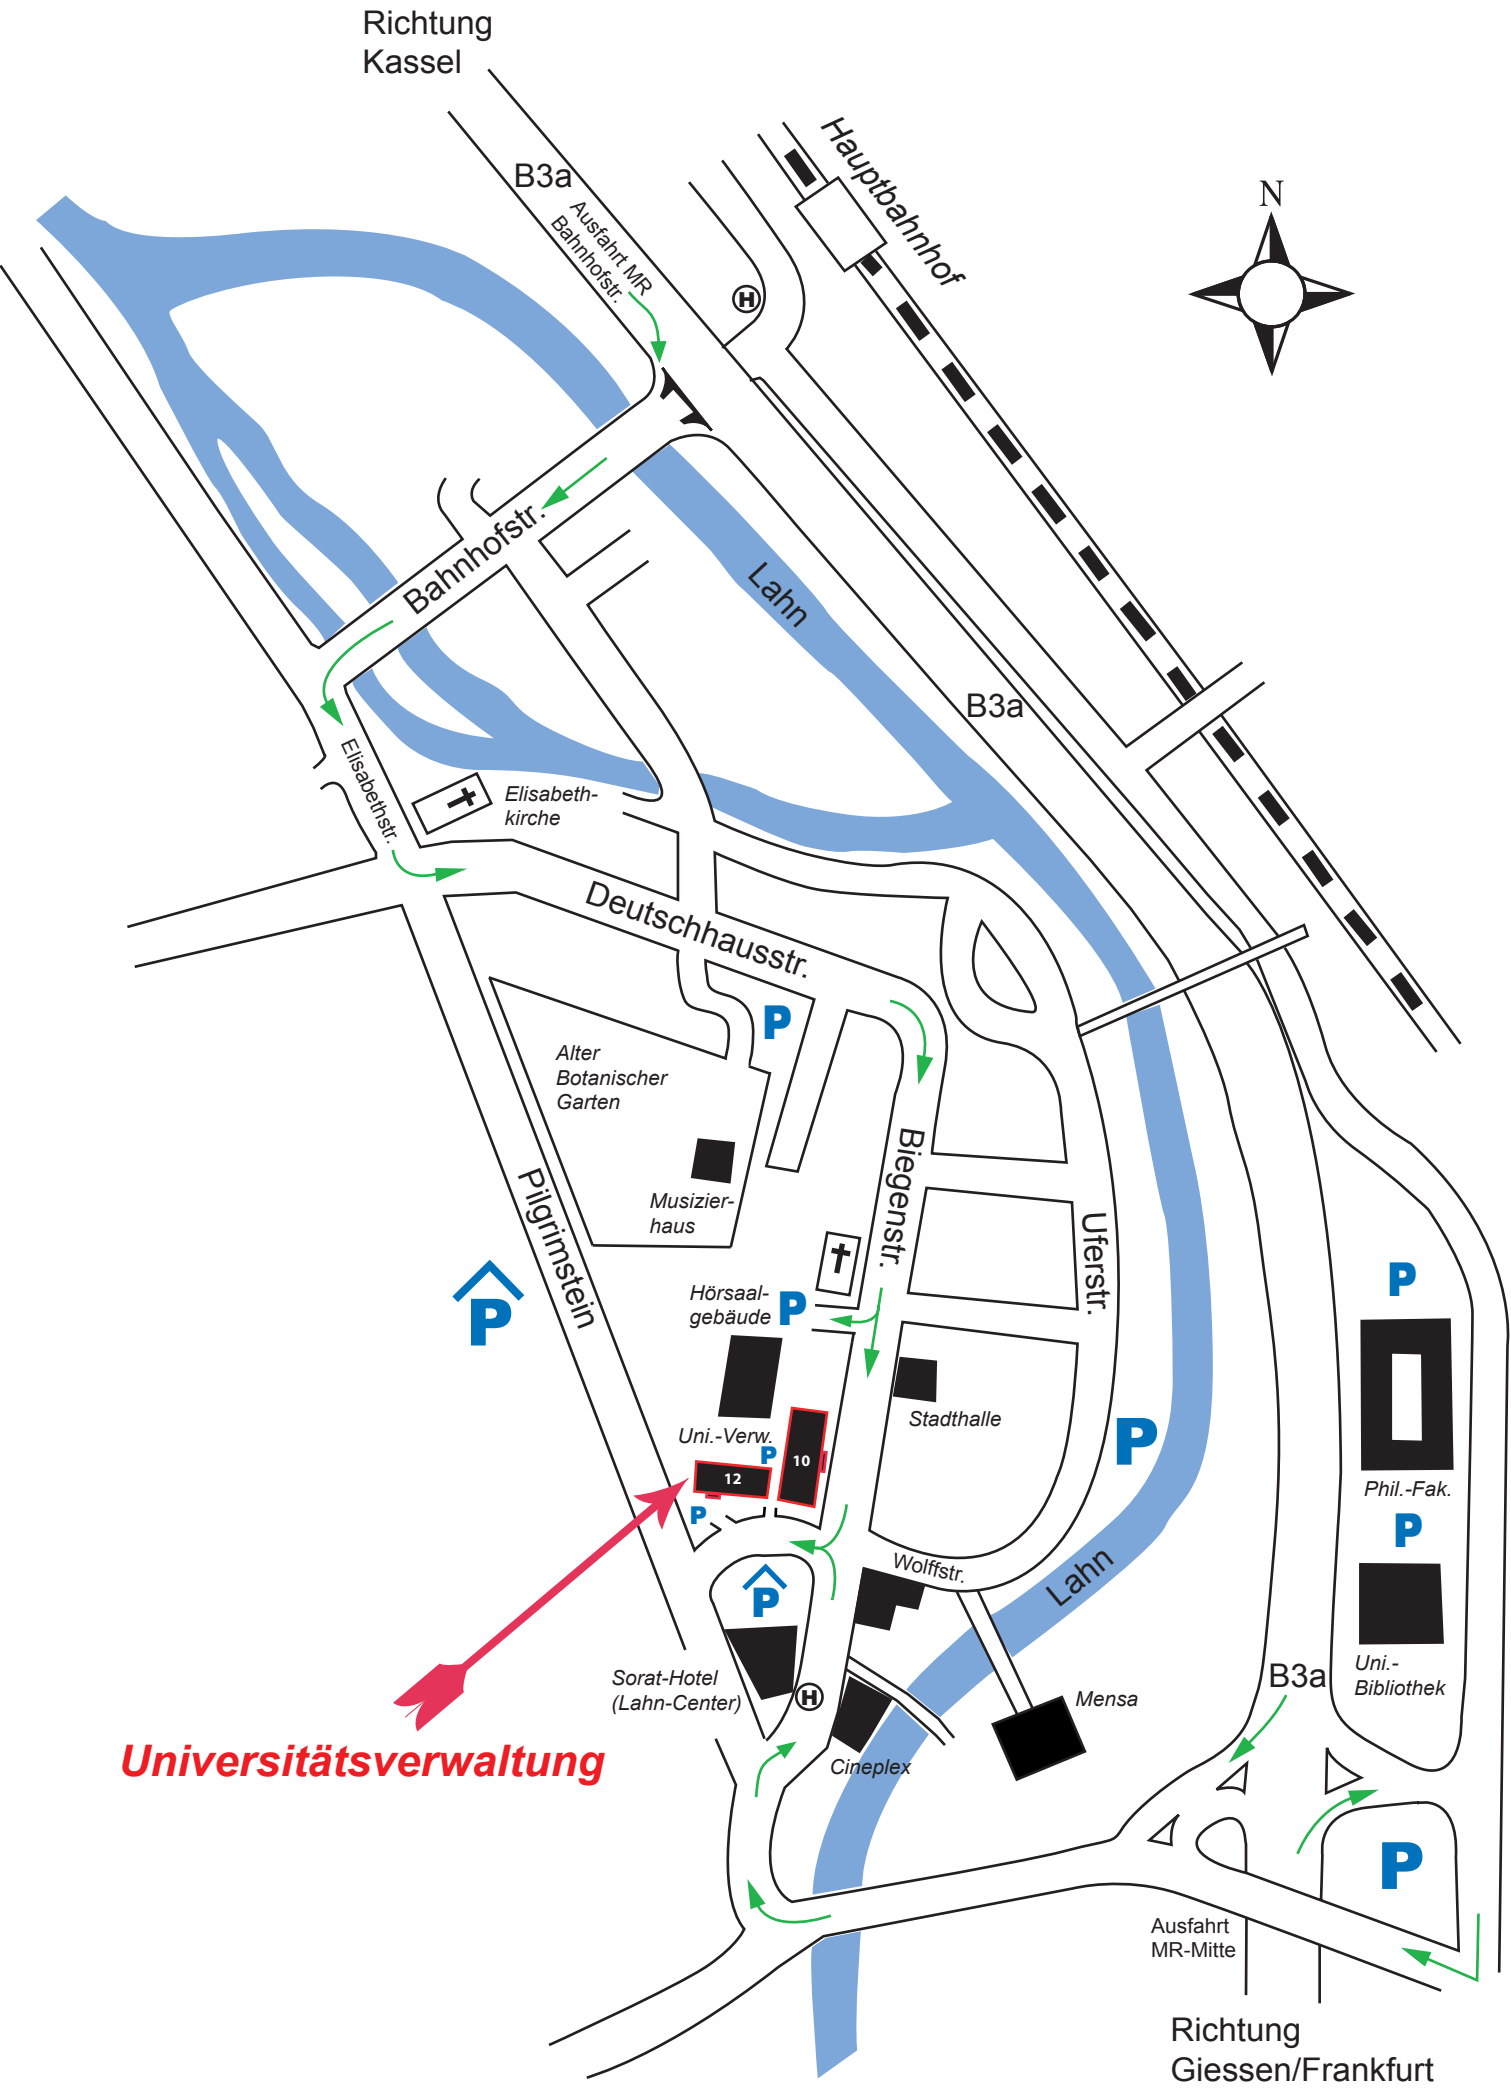 Richtung
Kassel
B3a
Ausfahrt MR
Bahnhofstr.
Hauptbahnhof
N
H
Bahnhofstr.
Lahn
B3a
Elisabethstr.
Elisabeth-
kirche
Deutschhausstr.
P
Alter
Botanischer
Garten
Musizier-
haus
Biegenstr.
Uferstr.
Pilgrimstein
P
Hörsaal-
gebäude
P
P
Stadthalle
P
Uni.-Verw.
P
10
12
P
Phil.-Fak.
P
Wolffstr.
Lahn
P
Sorat-Hotel
(Lahn-Center)
H
Mensa
B3a
Uni.-
Bibliothek
Cineplex
Universitätsverwaltung
P
Ausfahrt
MR-Mitte
Richtung
Giessen/Frankfurt